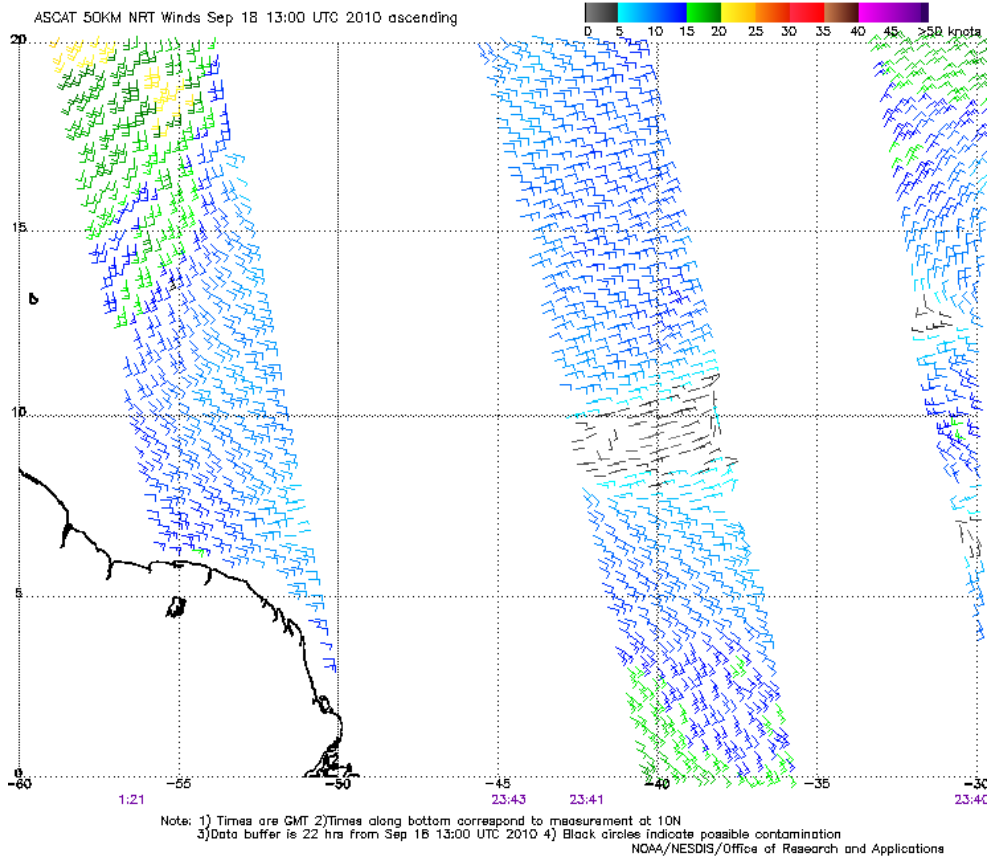 ASCAT 50KM NRT Winds Sep 18 13:00 UTC 2010 ascending
0 5 10 15 20 25 30 35 40 45 >50 knots
20
15
10
5
0
-60 -55 -50 -45 -40 -35 -30
1:21 23:43 23:41 23:40
Note: 1) Times are GMT 2)Times along bottom correspond to measurement at 10N
3)Data buffer is 22 hrs from Sep 18 13:00 UTC 2010 4) Black circles indicate possible contamination
NOAA/NESDIS/Office of Research and Applications